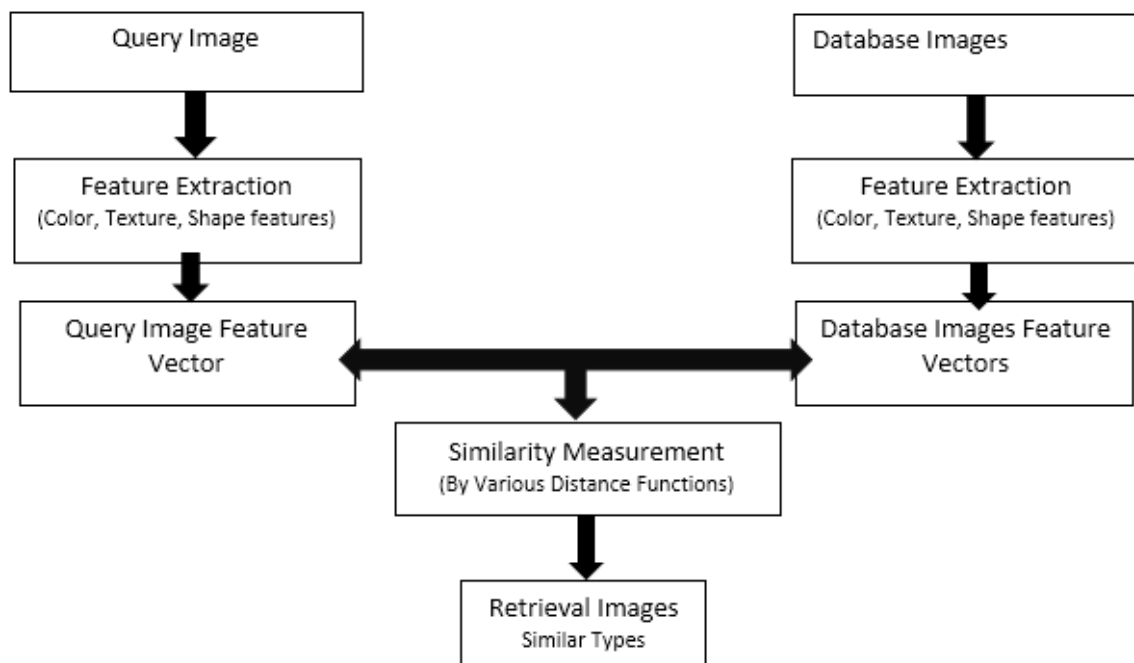 Query Image
Database Images
Feature Extraction
(Color, Texture, Shape features)
Feature Extraction
(Color, Texture, Shape features)
Query Image Feature
Vector
Database Images Feature
Vectors
Similarity Measurement
(By Various Distance Functions)
Retrieval Images
Similar Types